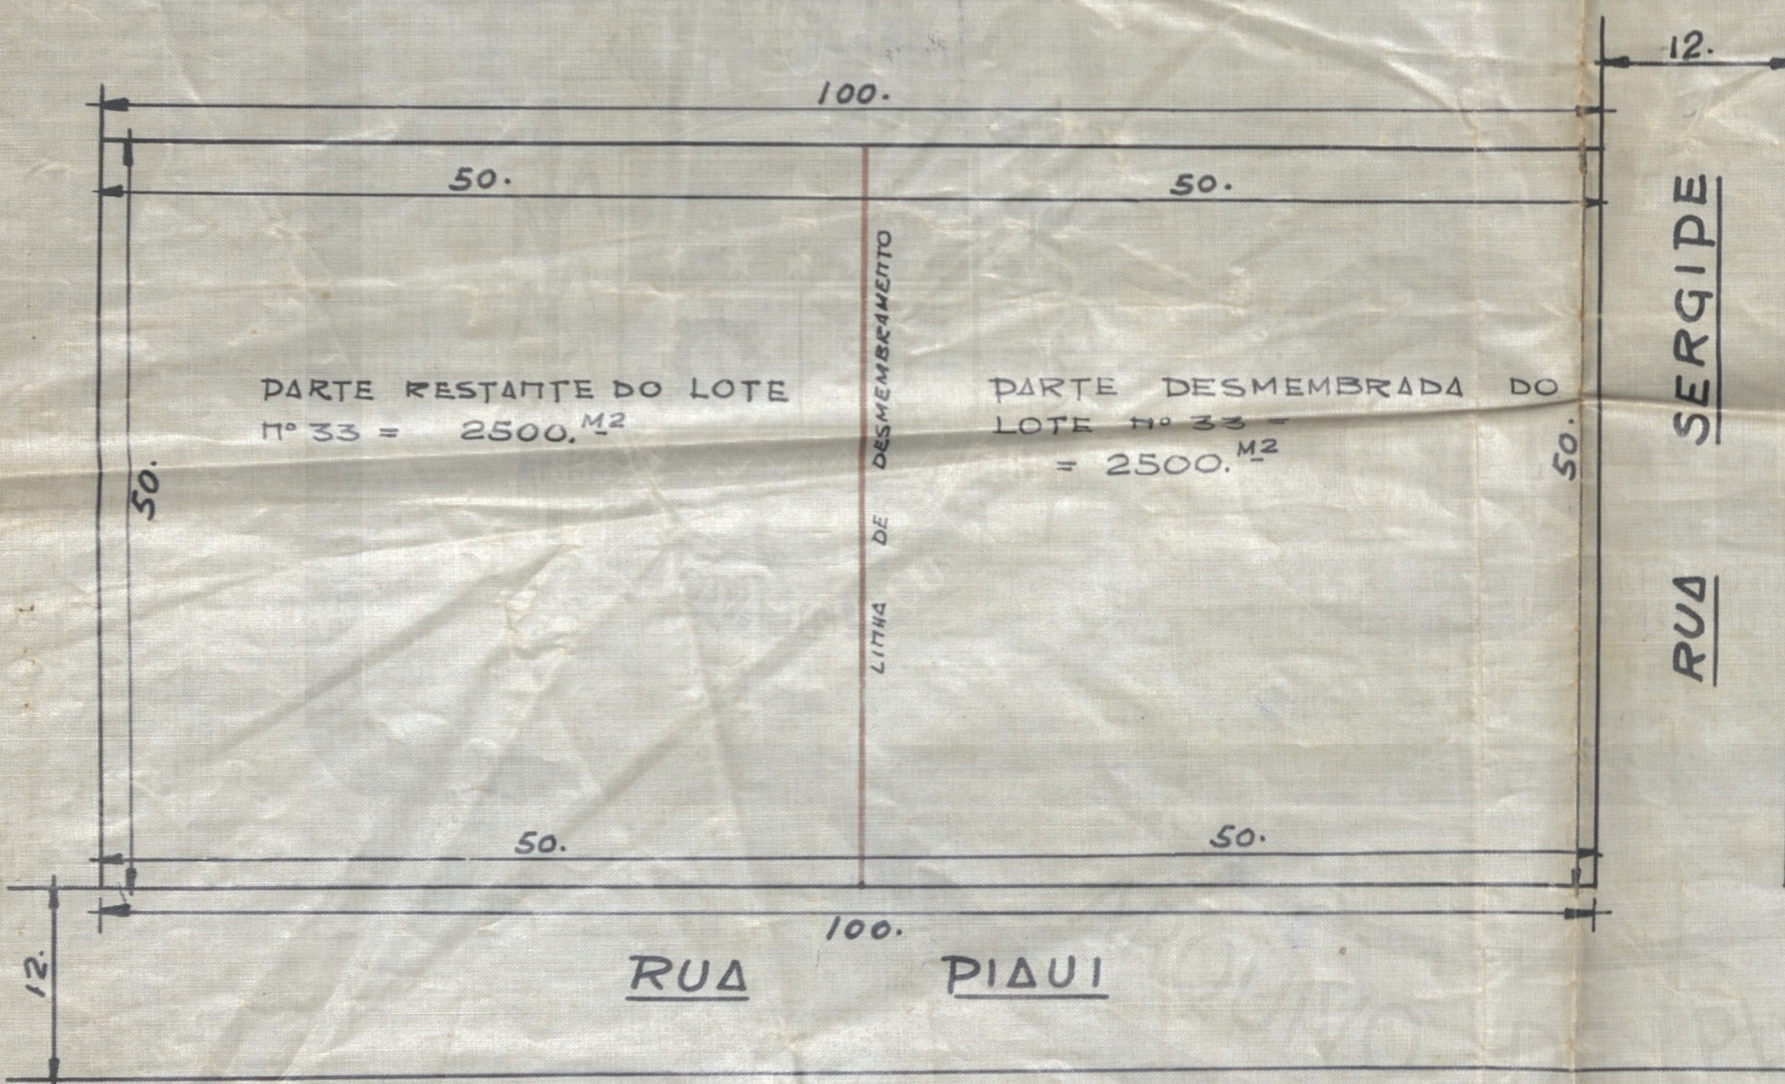 12.
100.
50.
50.
SERGIPE
RUA
LINHA DE DESMEMBRAMENTO
PARTE RESTANTE DO LOTE
Nº 33 = 2500.M2
PARTE DESMEMBRADA DO
LOTE Nº 33 =
= 2500.M2
50.
50.
50.
50.
100.
12.
RUA PIAUI